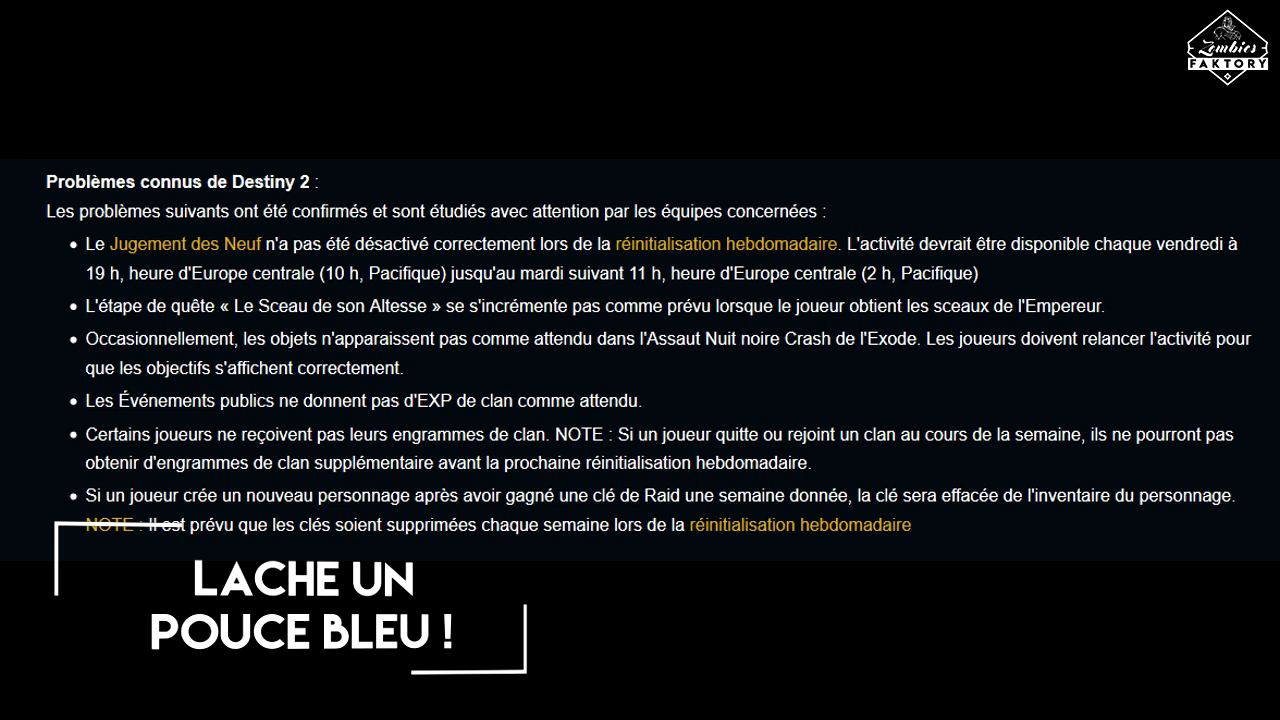 Zombies
FAKTORY
Problèmes connus de Destiny 2 :
Les problèmes suivants ont été confirmés et sont étudiés avec attention par les équipes concernées :
• Le Jugement des Neuf n'a pas été désactivé correctement lors de la réinitialisation hebdomadaire. L'activité devrait être disponible chaque vendredi à
19 h, heure d'Europe centrale (10 h, Pacifique) jusqu'au mardi suivant 11 h, heure d'Europe centrale (2 h, Pacifique)
• L'étape de quête « Le Sceau de son Altesse » se s'incrémente pas comme prévu lorsque le joueur obtient les sceaux de l'Empereur.
• Occasionnellement, les objets n'apparaissent pas comme attendu dans l'Assaut Nuit noire Crash de l'Exode. Les joueurs doivent relancer l'activité pour
que les objectifs s'affichent correctement.
• Les Événements publics ne donnent pas d'EXP de clan comme attendu.
• Certains joueurs ne reçoivent pas leurs engrammes de clan. NOTE : Si un joueur quitte ou rejoint un clan au cours de la semaine, ils ne pourront pas
obtenir d'engrammes de clan supplémentaire avant la prochaine réinitialisation hebdomadaire.
• Si un joueur crée un nouveau personnage après avoir gagné une clé de Raid une semaine donnée, la clé sera effacée de l'inventaire du personnage.
NOTE : Il est prévu que les clés soient supprimées chaque semaine lors de la réinitialisation hebdomadaire
LACHE UN
POUCE BLEU !